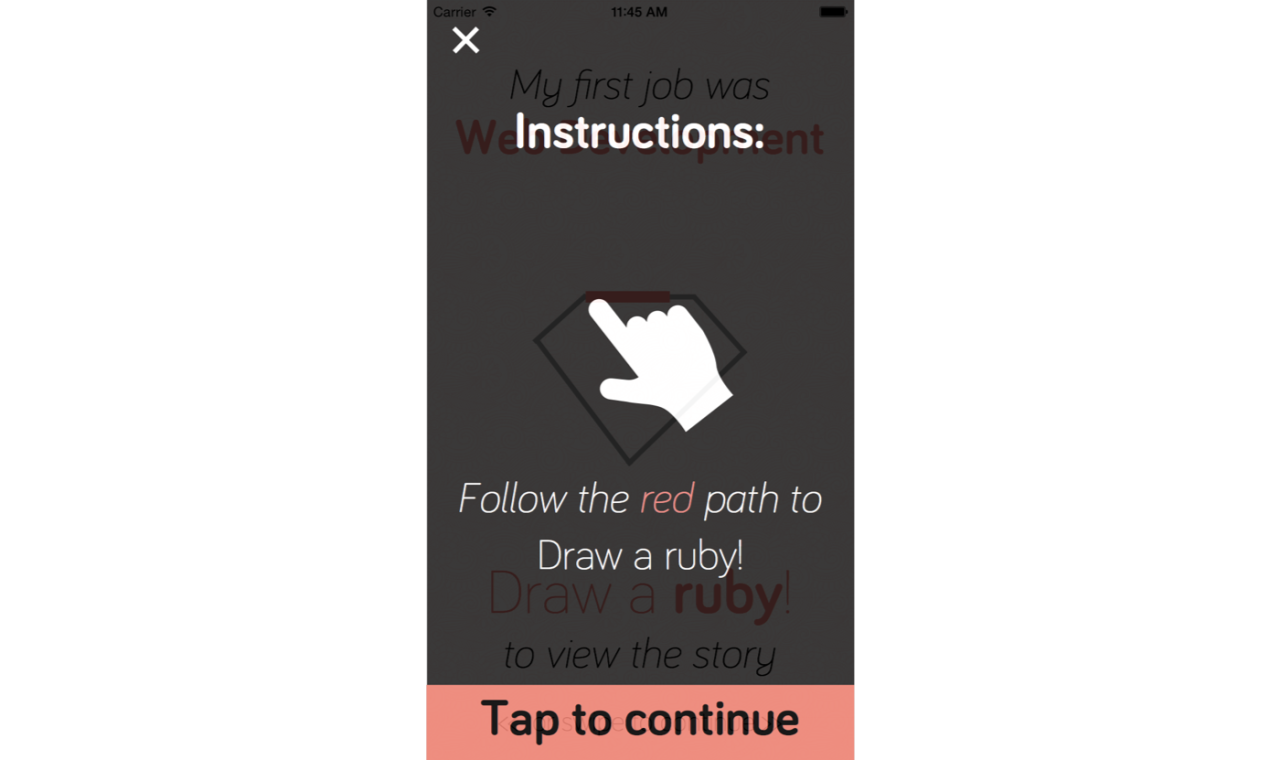 Carrier 11:45 AM
My first job was
Instructions:
Web Development
Follow the red path to
Draw a ruby!
Draw a ruby!
to view the story
Tap to continue